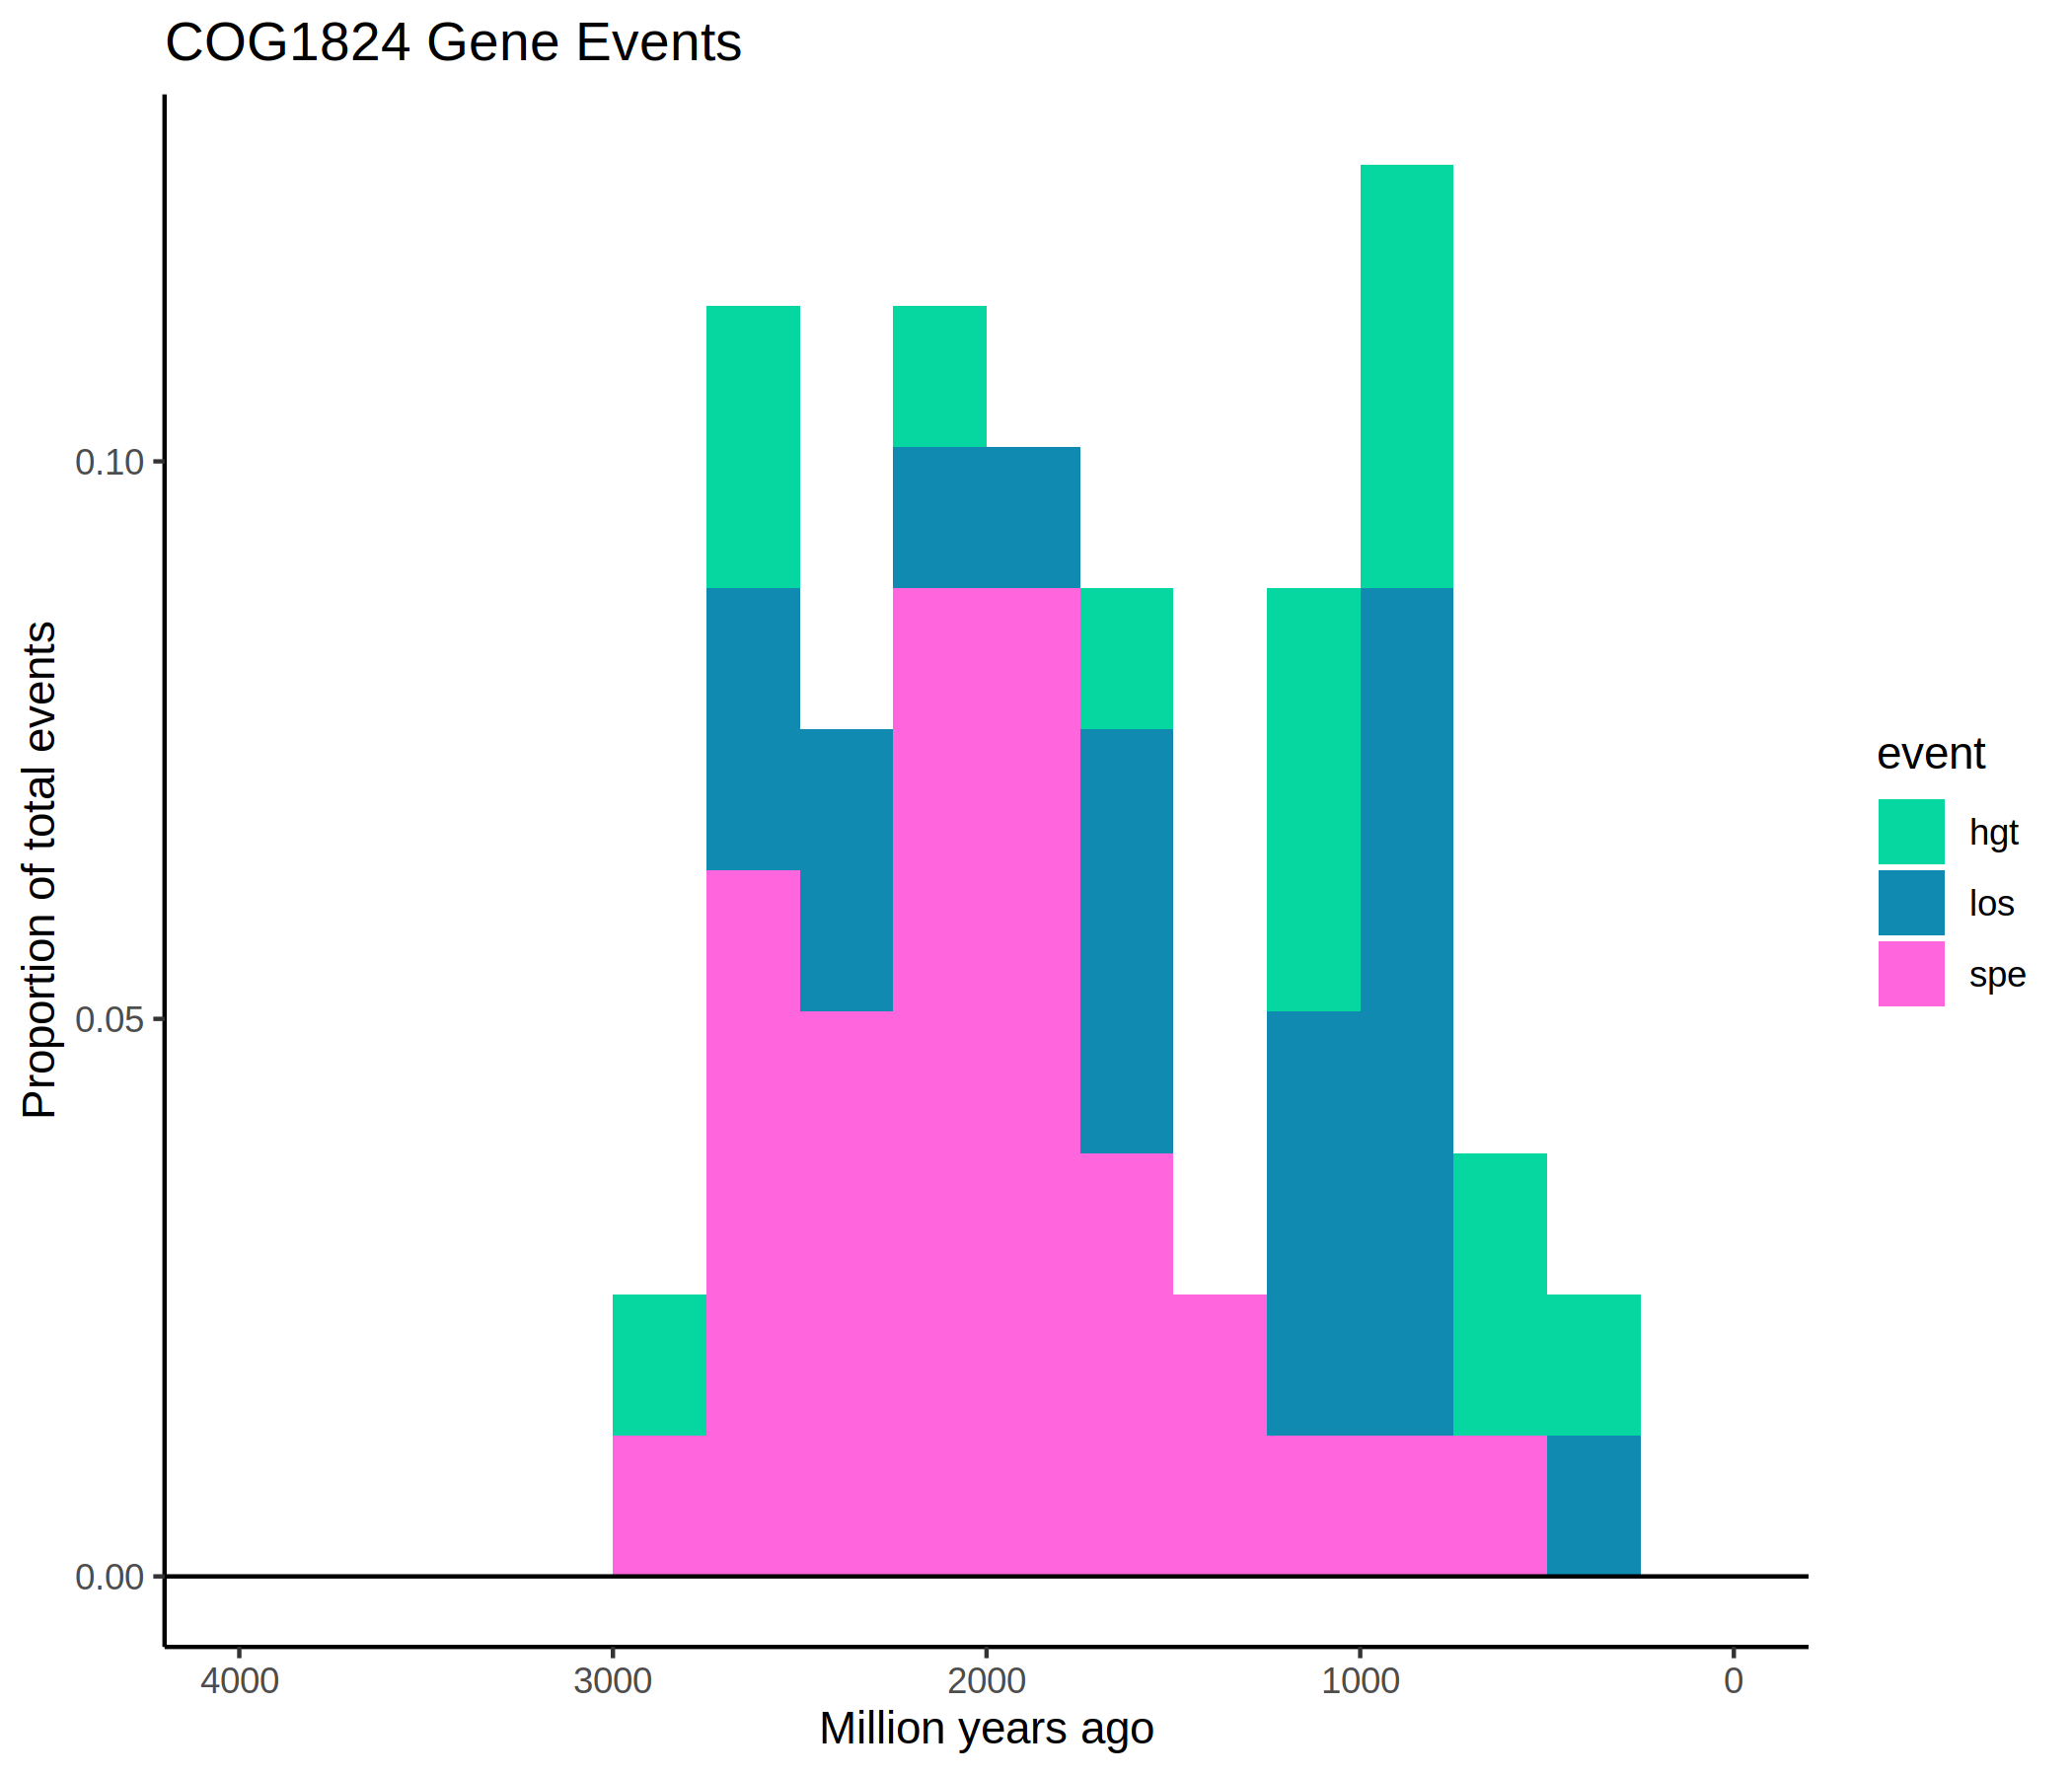 COG1824 Gene Events
Proportion of total events
0.10
0.05
0.00
4000 3000 2000 1000 0
Million years ago
event
hgt
los
spe